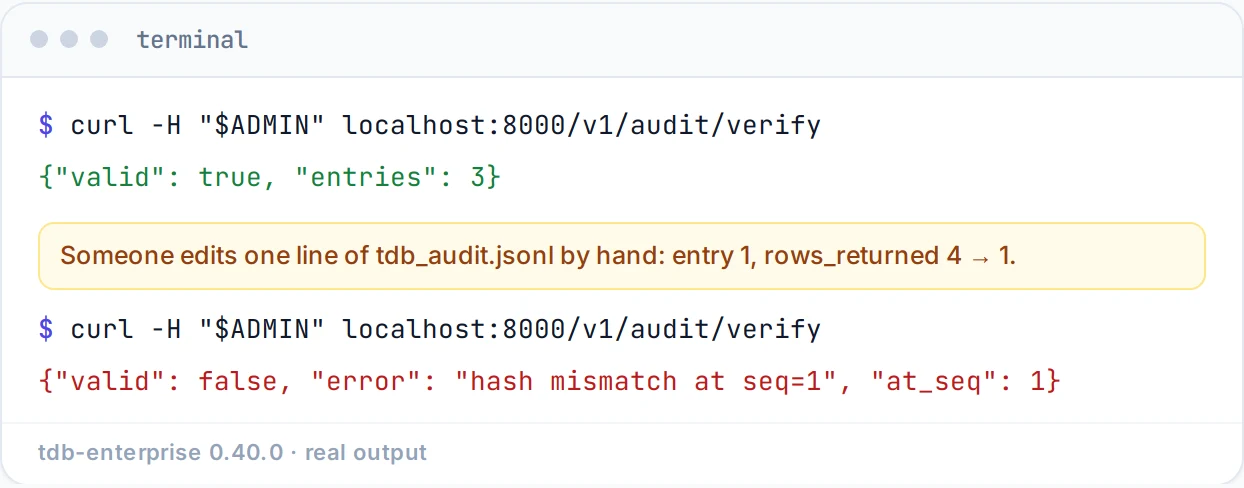 terminal
$ curl -H "$ADMIN" localhost:8000/v1/audit/verify
{"valid": true, "entries": 3}
Someone edits one line of tdb_audit.jsonl by hand: entry 1, rows_returned 4 → 1.
$ curl -H "$ADMIN" localhost:8000/v1/audit/verify
{"valid": false, "error": "hash mismatch at seq=1", "at_seq": 1}
tdb-enterprise 0.40.0 · real output